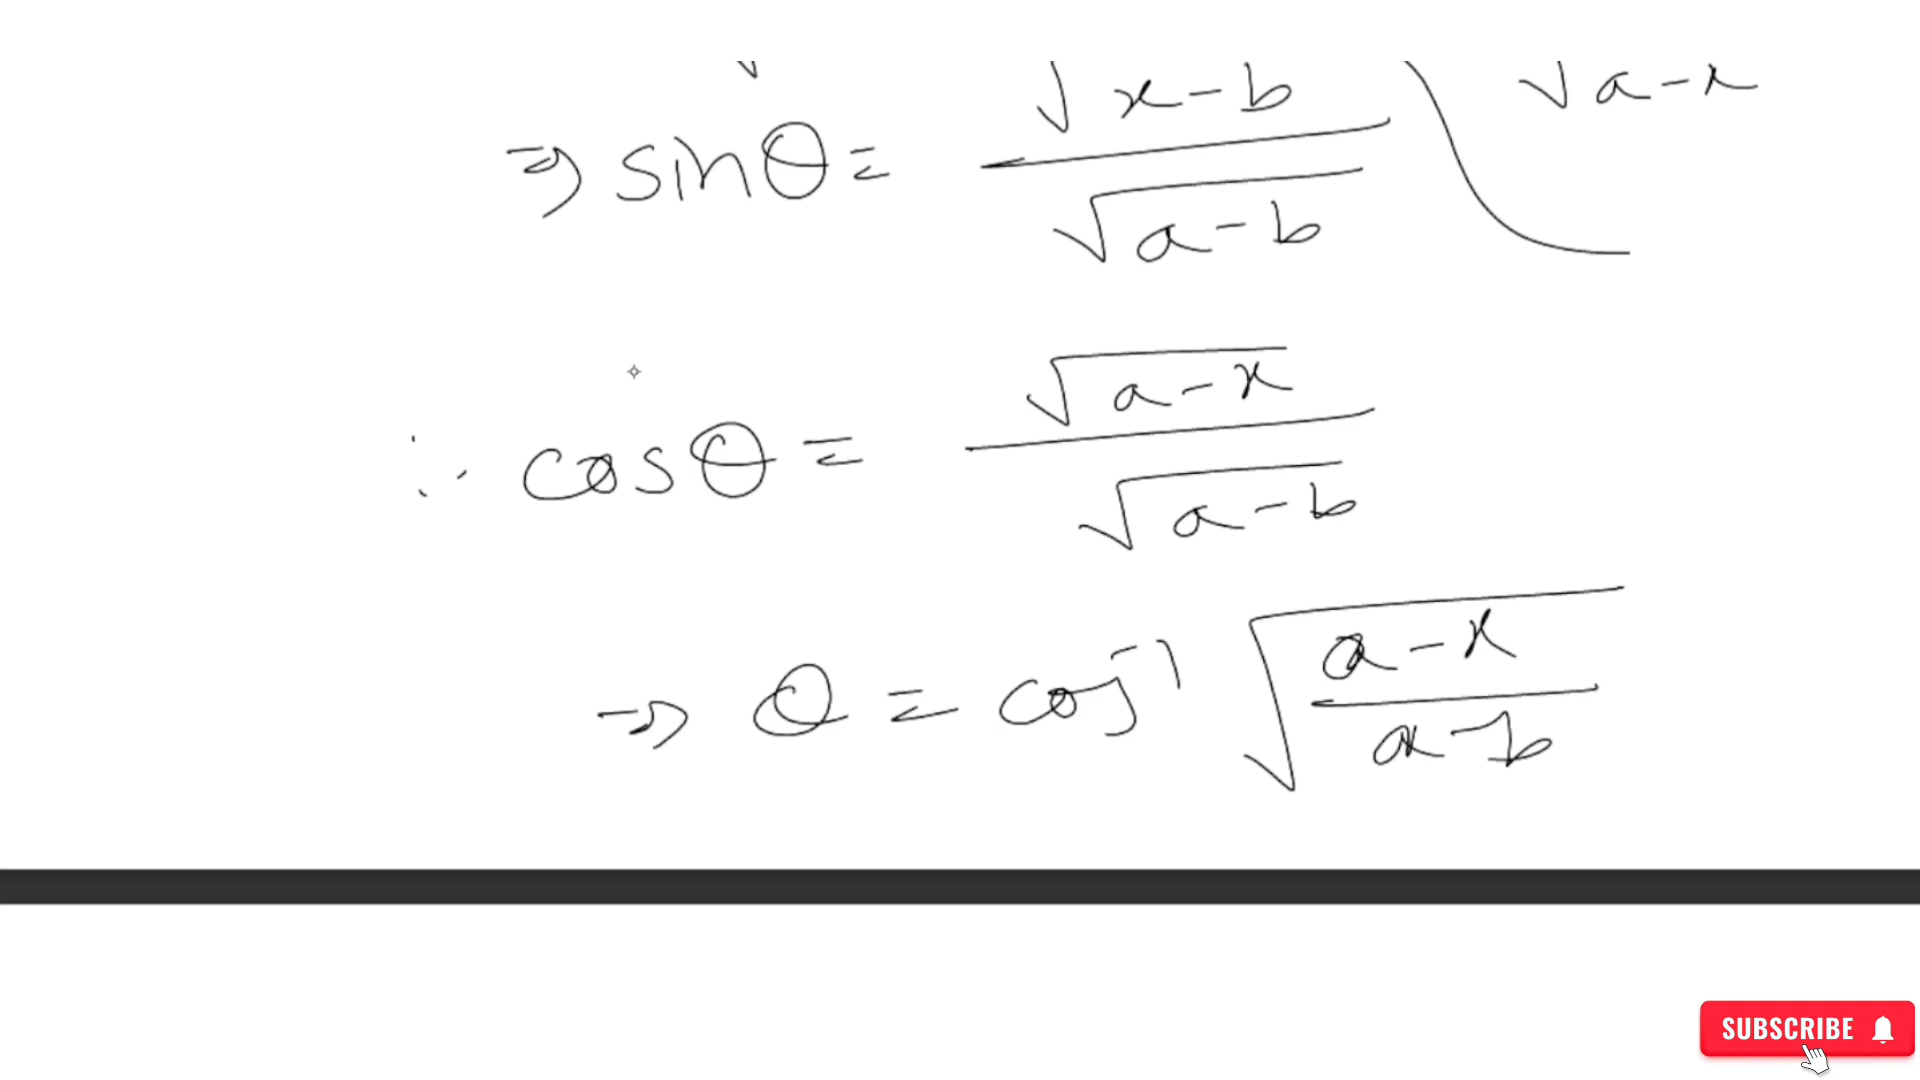 ⇒ sinθ = √x-b / √a-b
√a-x
∴ cosθ = √a-x / √a-b
⇒ θ = cos⁻¹ √(a-x / a-b)
SUBSCRIBE